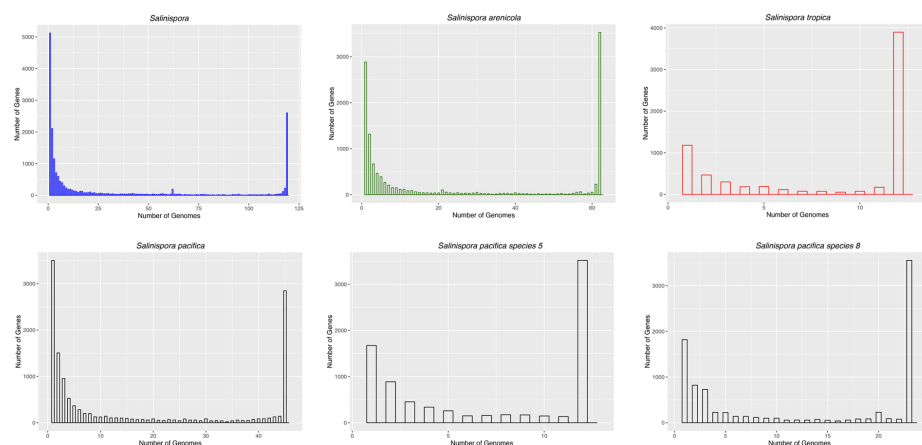 Salinispora
5000
4000
3000
2000
1000
0
Number of Genes
0 25 50 75 100 125
Number of Genomes
Salinispora arenicola
3000
2000
1000
0
Number of Genes
0 20 40 60
Number of Genomes
Salinispora tropica
4000
3000
2000
1000
0
Number of Genes
5 10
Number of Genomes
Salinispora pacifica
3000
2000
1000
0
Number of Genes
0 20 40
Number of Genomes
Salinispora pacifica species 5
3000
2000
1000
0
Number of Genes
5 10
Number of Genomes
Salinispora pacifica species 8
3000
2000
1000
0
Number of Genes
0 5 10 15 20
Number of Genomes